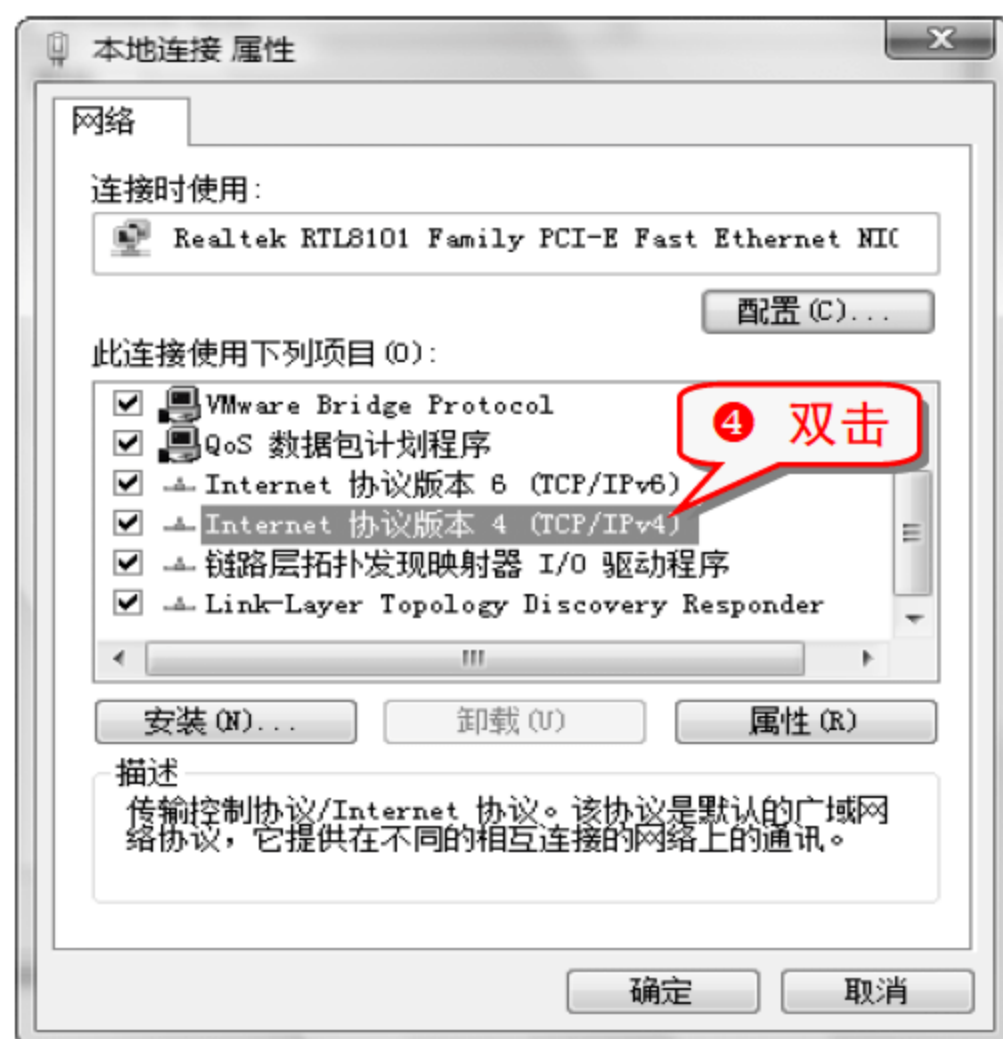 本地连接 属性
网络
连接时使用:
Realtek RTL8101 Family PCI-E Fast Ethernet NIC
配置(C)...
此连接使用下列项目(O):
VMware Bridge Protocol
❹ 双击
QoS 数据包计划程序
Internet 协议版本 6 (TCP/IPv6)
Internet 协议版本 4 (TCP/IPv4)
链路层拓扑发现映射器 I/O 驱动程序
Link-Layer Topology Discovery Responder
安装(N)...
卸载(U)
属性(R)
描述
传输控制协议/Internet 协议。该协议是默认的广域网
络协议，它提供在不同的相互连接的网络上的通讯。
确定
取消